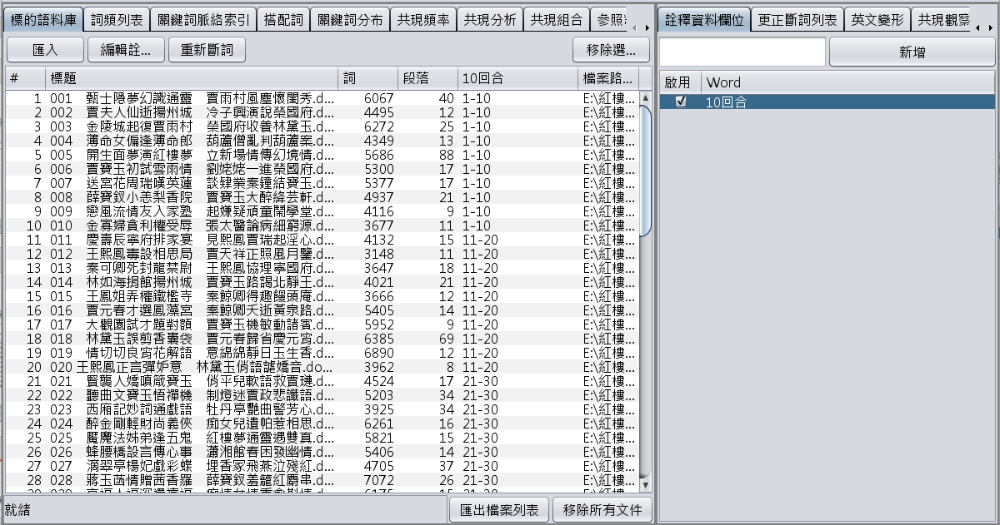 標的語料庫 詞頻列表 關鍵詞脈絡索引 搭配詞 關鍵詞分布 共現頻率 共現分析 共現組合 參照
詮釋資料欄位 更正斷詞列表 英文變形 共現觀察
匯入 編輯詮... 重新斷詞 移除選...
新增
# 標題 詞 段落 10回合 檔案路...
啟用 Word
10回合
1 001 甄士隱夢幻識通靈 賈雨村風塵懷閨秀.d... 6067 40 1-10 E:\紅樓...
2 002 賈夫人仙逝揚州城 冷子興演說榮國府.d... 4495 12 1-10 E:\紅樓...
3 003 金陵城起復賈雨村 榮國府收養林黛玉.d... 6272 25 1-10 E:\紅樓...
4 004 薄命女偏逢薄命郎 葫蘆僧亂判葫蘆案.d... 4349 13 1-10 E:\紅樓...
5 005 開生面夢演紅樓夢 立新場情傳幻境情.d... 5686 88 1-10 E:\紅樓...
6 006 賈寶玉初試雲雨情 劉姥姥一進榮國府.d... 5300 17 1-10 E:\紅樓...
7 007 送宮花周瑞嘆英蓮 談肄業秦鐘結寶玉.d... 5377 17 1-10 E:\紅樓...
8 008 薛寶釵小恙梨香院 賈寶玉大醉絳芸軒.d... 4937 21 1-10 E:\紅樓...
9 009 戀風流情友入家塾 起嫌疑頑童鬧學堂.d... 4116 9 1-10 E:\紅樓...
10 010 金寡婦貪利權受辱 張太醫論病細窮源.d... 3677 11 1-10 E:\紅樓...
11 011 慶壽辰寧府排家宴 見熙鳳賈瑞起淫心.d... 4132 15 11-20 E:\紅樓...
12 012 王熙鳳毒設相思局 賈天祥正照風月鑒.d... 3148 11 11-20 E:\紅樓...
13 013 秦可卿死封龍禁尉 王熙鳳協理寧國府.d... 3647 18 11-20 E:\紅樓...
14 014 林如海捐館揚州城 賈寶玉路謁北靜王.d... 4021 21 11-20 E:\紅樓...
15 015 王鳳姐弄權鐵檻寺 秦鯨卿得趣饅頭庵.d... 3666 12 11-20 E:\紅樓...
16 016 賈元春才選鳳藻宮 秦鯨卿夭逝黃泉路.d... 5405 14 11-20 E:\紅樓...
17 017 大觀園試才題對額 賈寶玉機敏動諸賓.d... 5952 9 11-20 E:\紅樓...
18 018 林黛玉誤剪香囊袋 賈元春歸省慶元宵.d... 6385 69 11-20 E:\紅樓...
19 019 情切切良宵花解語 意綿綿靜日玉生香.d... 6890 12 11-20 E:\紅樓...
20 020 王熙鳳正言彈妒意 林黛玉俏語謔嬌音.do... 3962 8 11-20 E:\紅樓...
21 021 賢襲人嬌嗔箴寶玉 俏平兒軟語救賈璉.d... 4524 17 21-30 E:\紅樓...
22 022 聽曲文寶玉悟禪機 制燈迷賈政悲讖語.d... 5203 34 21-30 E:\紅樓...
23 023 西廂記妙詞通戲語 牡丹亭艷曲警芳心.d... 3925 34 21-30 E:\紅樓...
24 024 醉金剛輕財尚義俠 痴女兒遺帕惹相思.d... 6261 16 21-30 E:\紅樓...
25 025 魘魔法姊弟逢五鬼 紅樓夢通靈遇雙真.d... 5821 15 21-30 E:\紅樓...
26 026 蜂腰橋設言傳心事 瀟湘館春困發幽情.d... 5406 14 21-30 E:\紅樓...
27 027 滴翠亭楊妃戲彩蝶 埋香冢飛燕泣殘紅.d... 4705 37 21-30 E:\紅樓...
28 028 蔣玉菡情贈茜香羅 薛寶釵羞籠紅麝串.d... 7072 26 21-30 E:\紅樓...
就緒 匯出檔案列表 移除所有文件